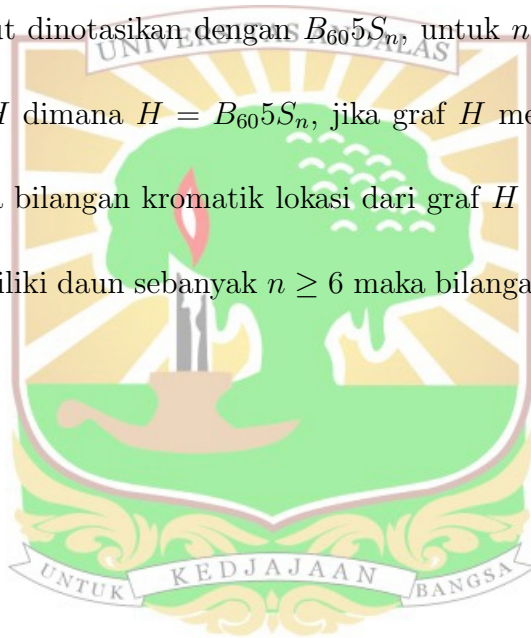 ut dinotasikan dengan $B_{60}5S_n$, untuk $n$
UNIVERSITAS ANDALAS
H dimana $H = B_{60}5S_n$, jika graf $H$ me
bilangan kromatik lokasi dari graf $H$
iliki daun sebanyak $n \geq 6$ maka bilanga
UNTUK KEDJAJAAN BANGSA